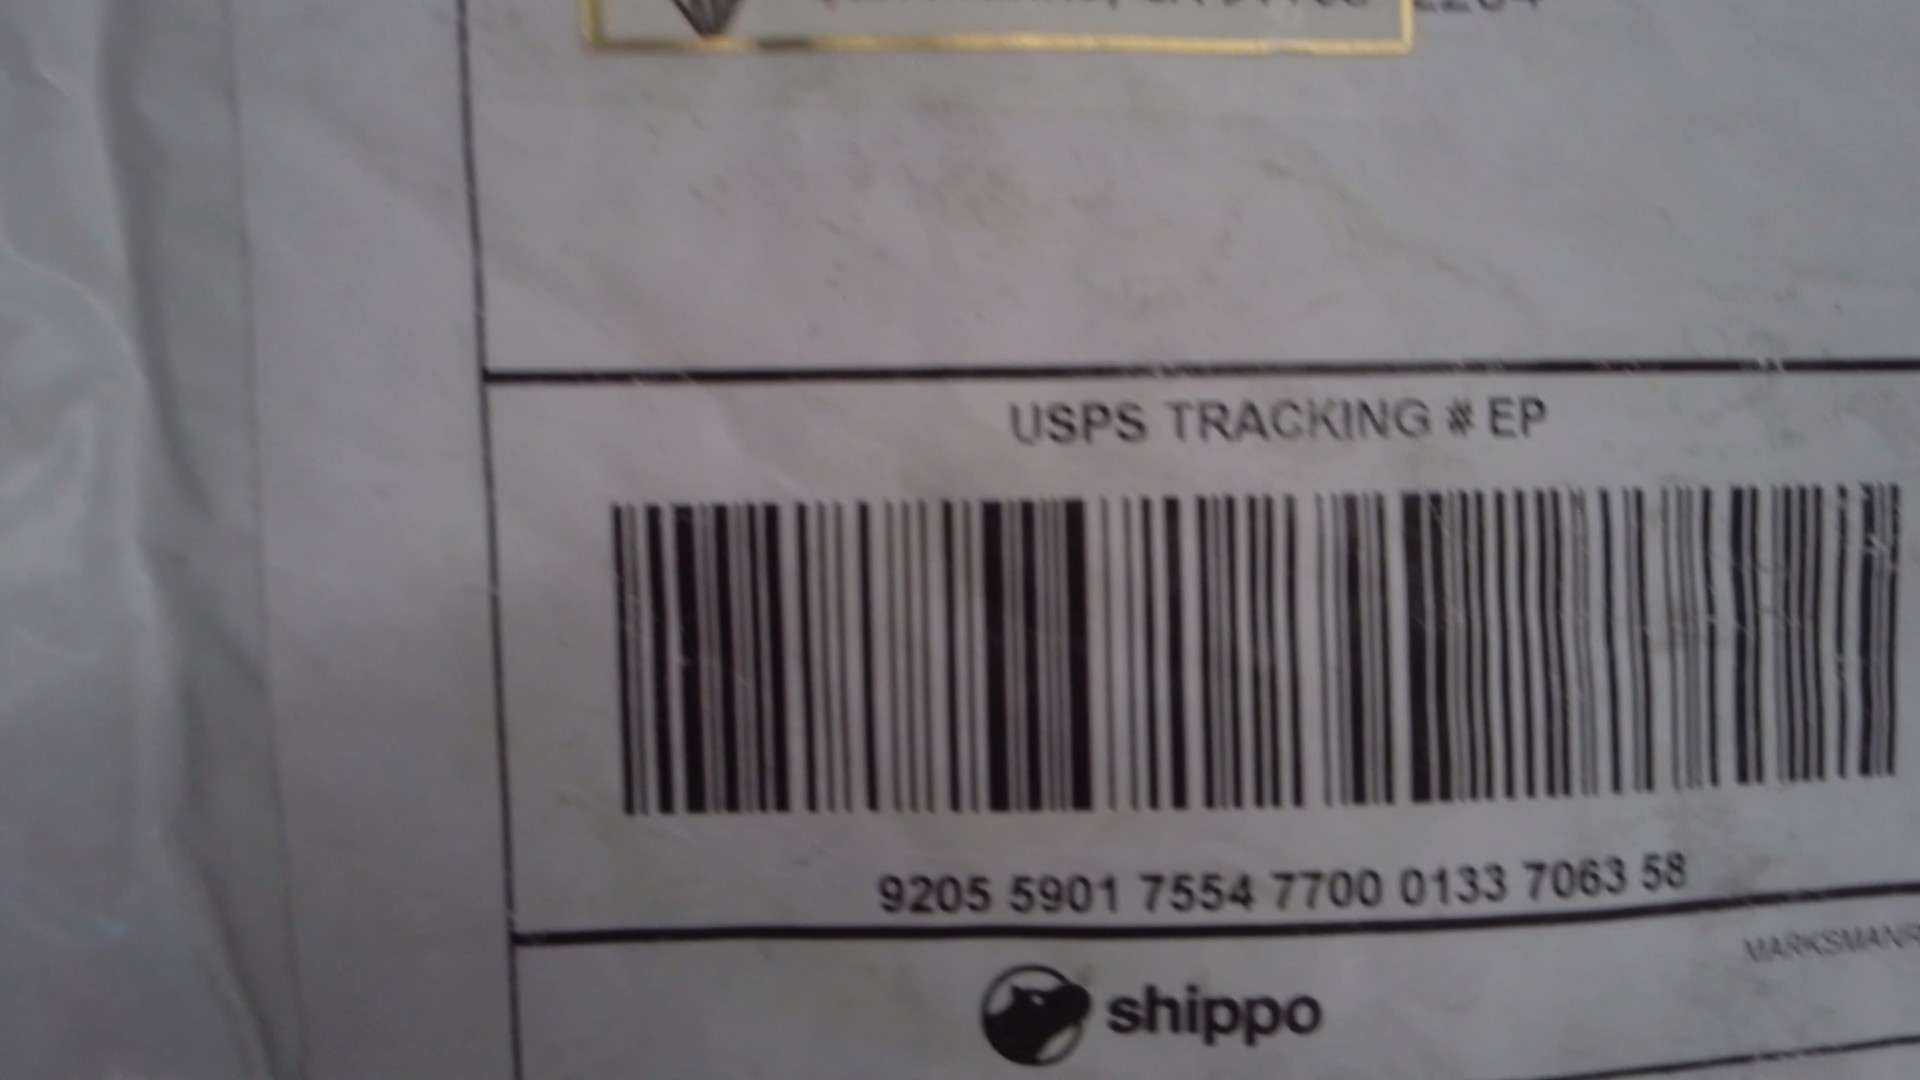 USPS TRACKING # EP
9205 5901 7554 7700 0133 7063 58
shippo